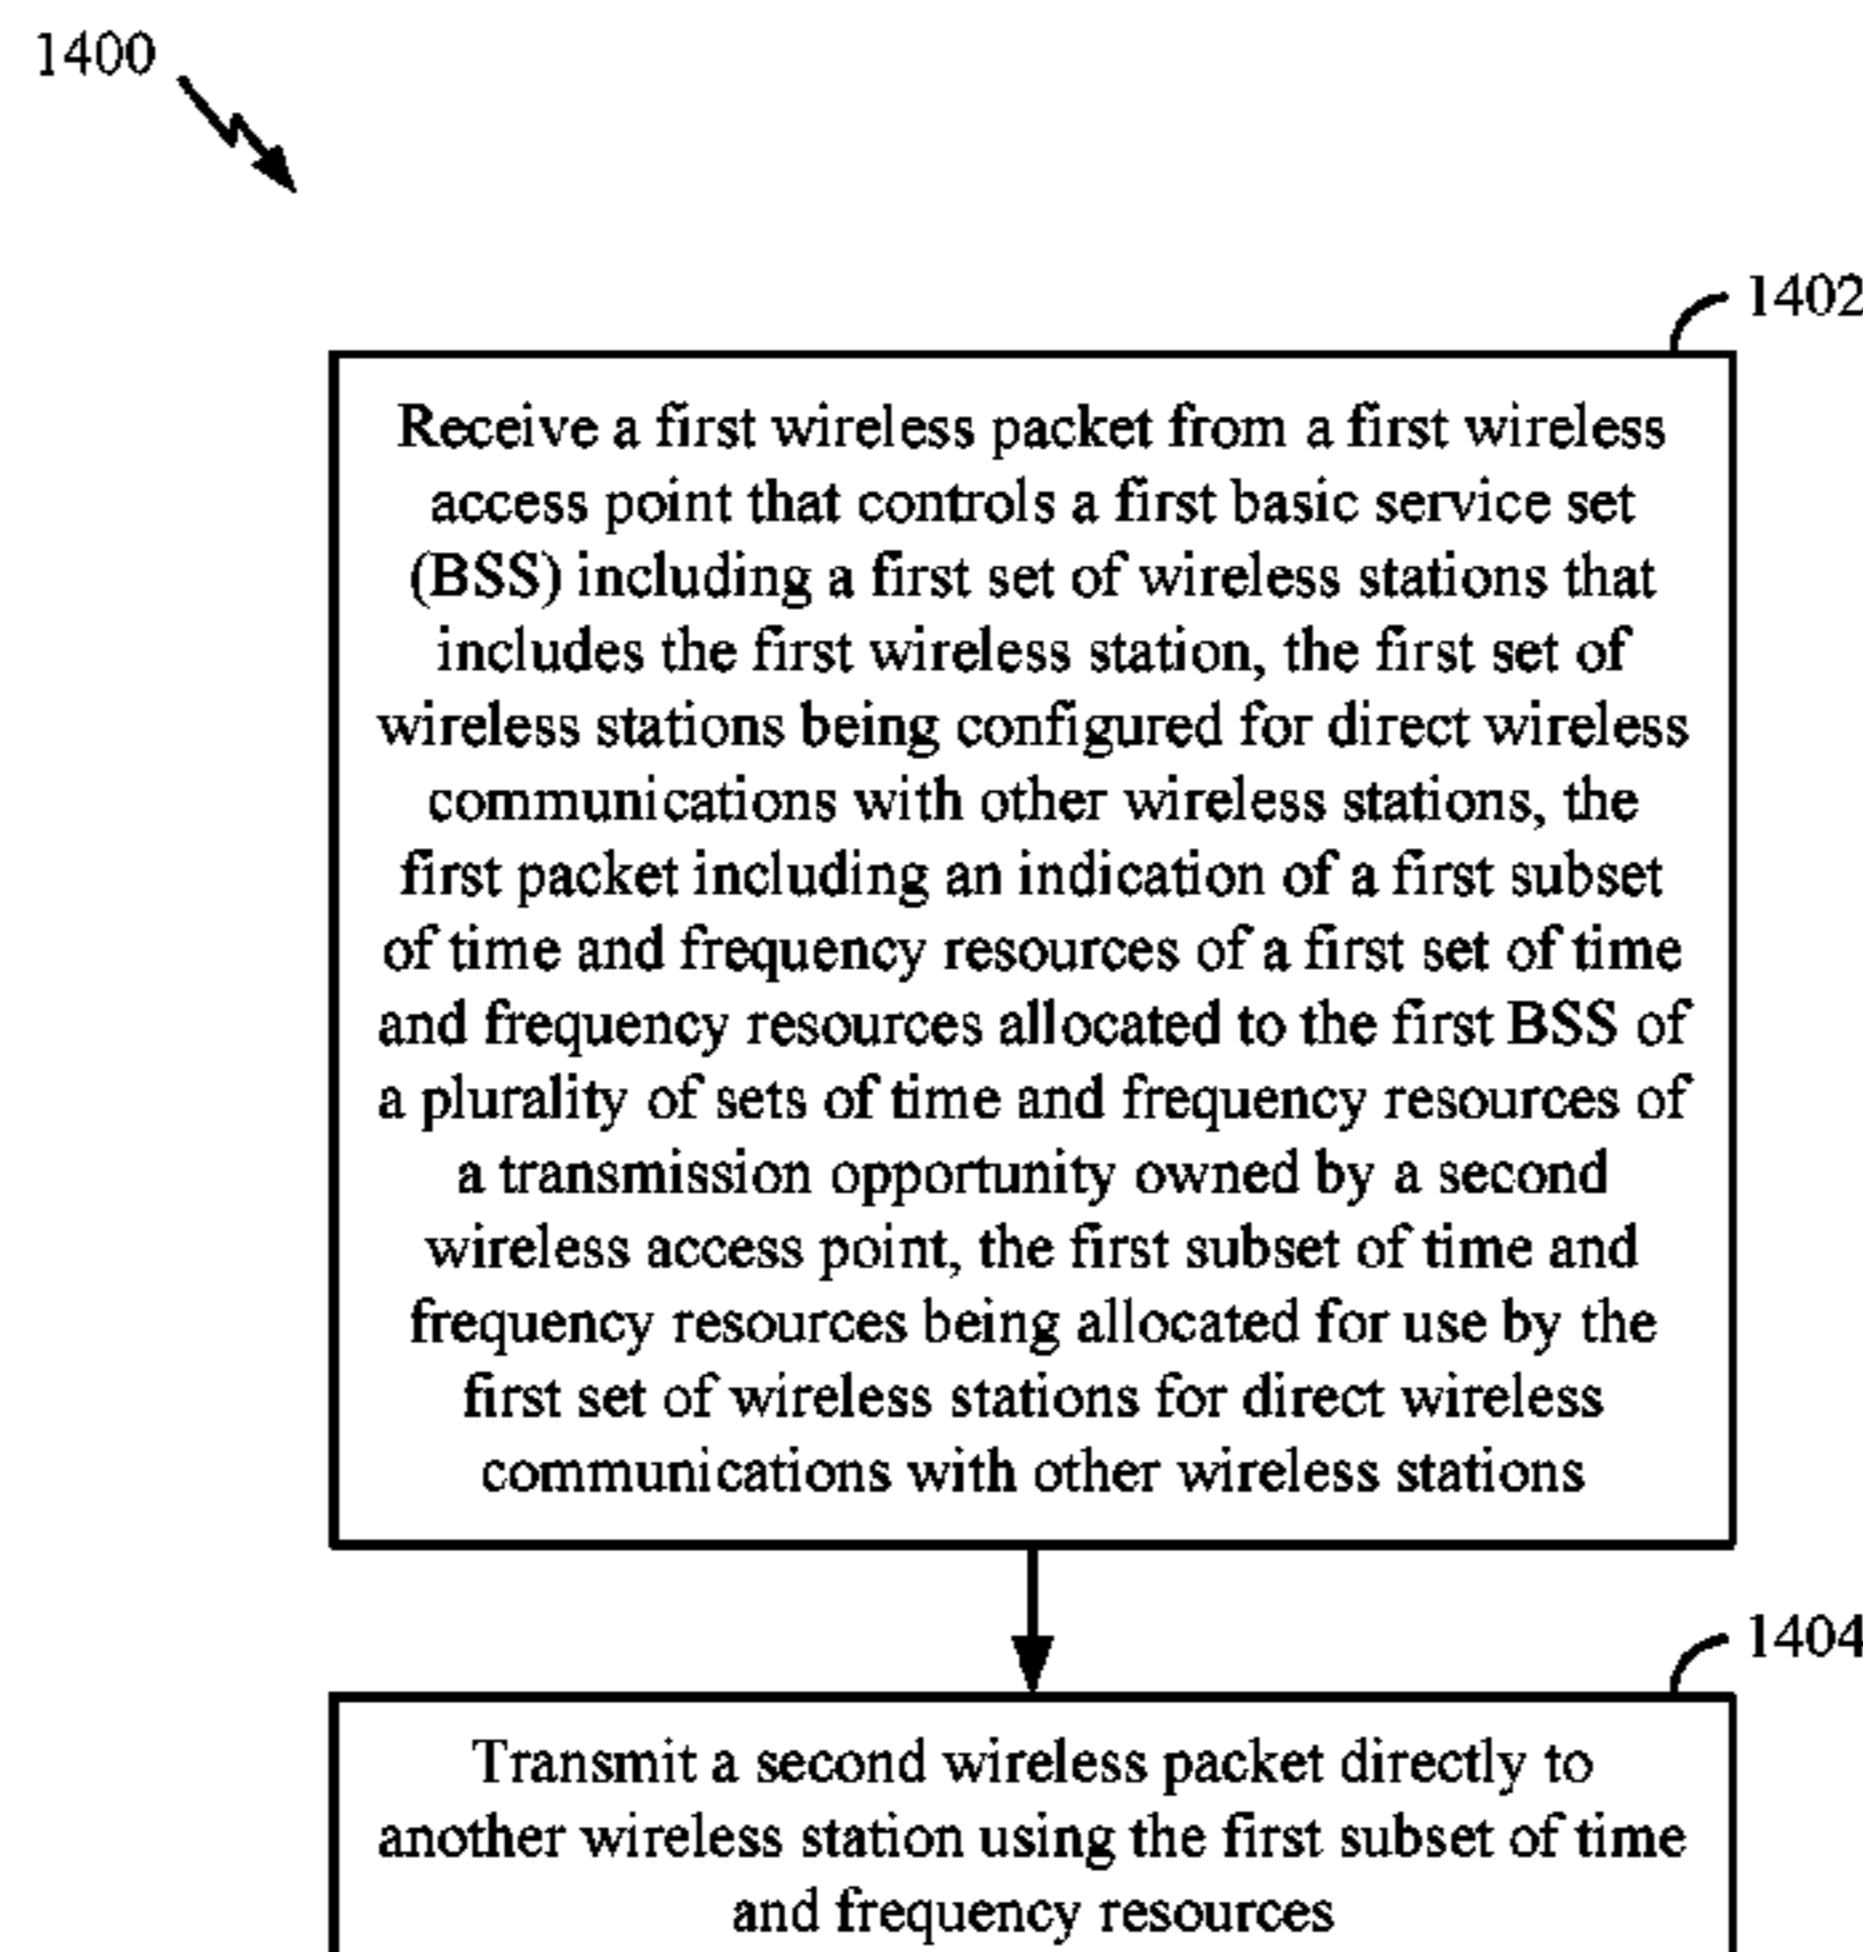 1400
1402
Receive a first wireless packet from a first wireless
access point that controls a first basic service set
(BSS) including a first set of wireless stations that
includes the first wireless station, the first set of
wireless stations being configured for direct wireless
communications with other wireless stations, the
first packet including an indication of a first subset
of time and frequency resources of a first set of time
and frequency resources allocated to the first BSS of
a plurality of sets of time and frequency resources of
a transmission opportunity owned by a second
wireless access point, the first subset of time and
frequency resources being allocated for use by the
first set of wireless stations for direct wireless
communications with other wireless stations
1404
Transmit a second wireless packet directly to
another wireless station using the first subset of time
and frequency resources